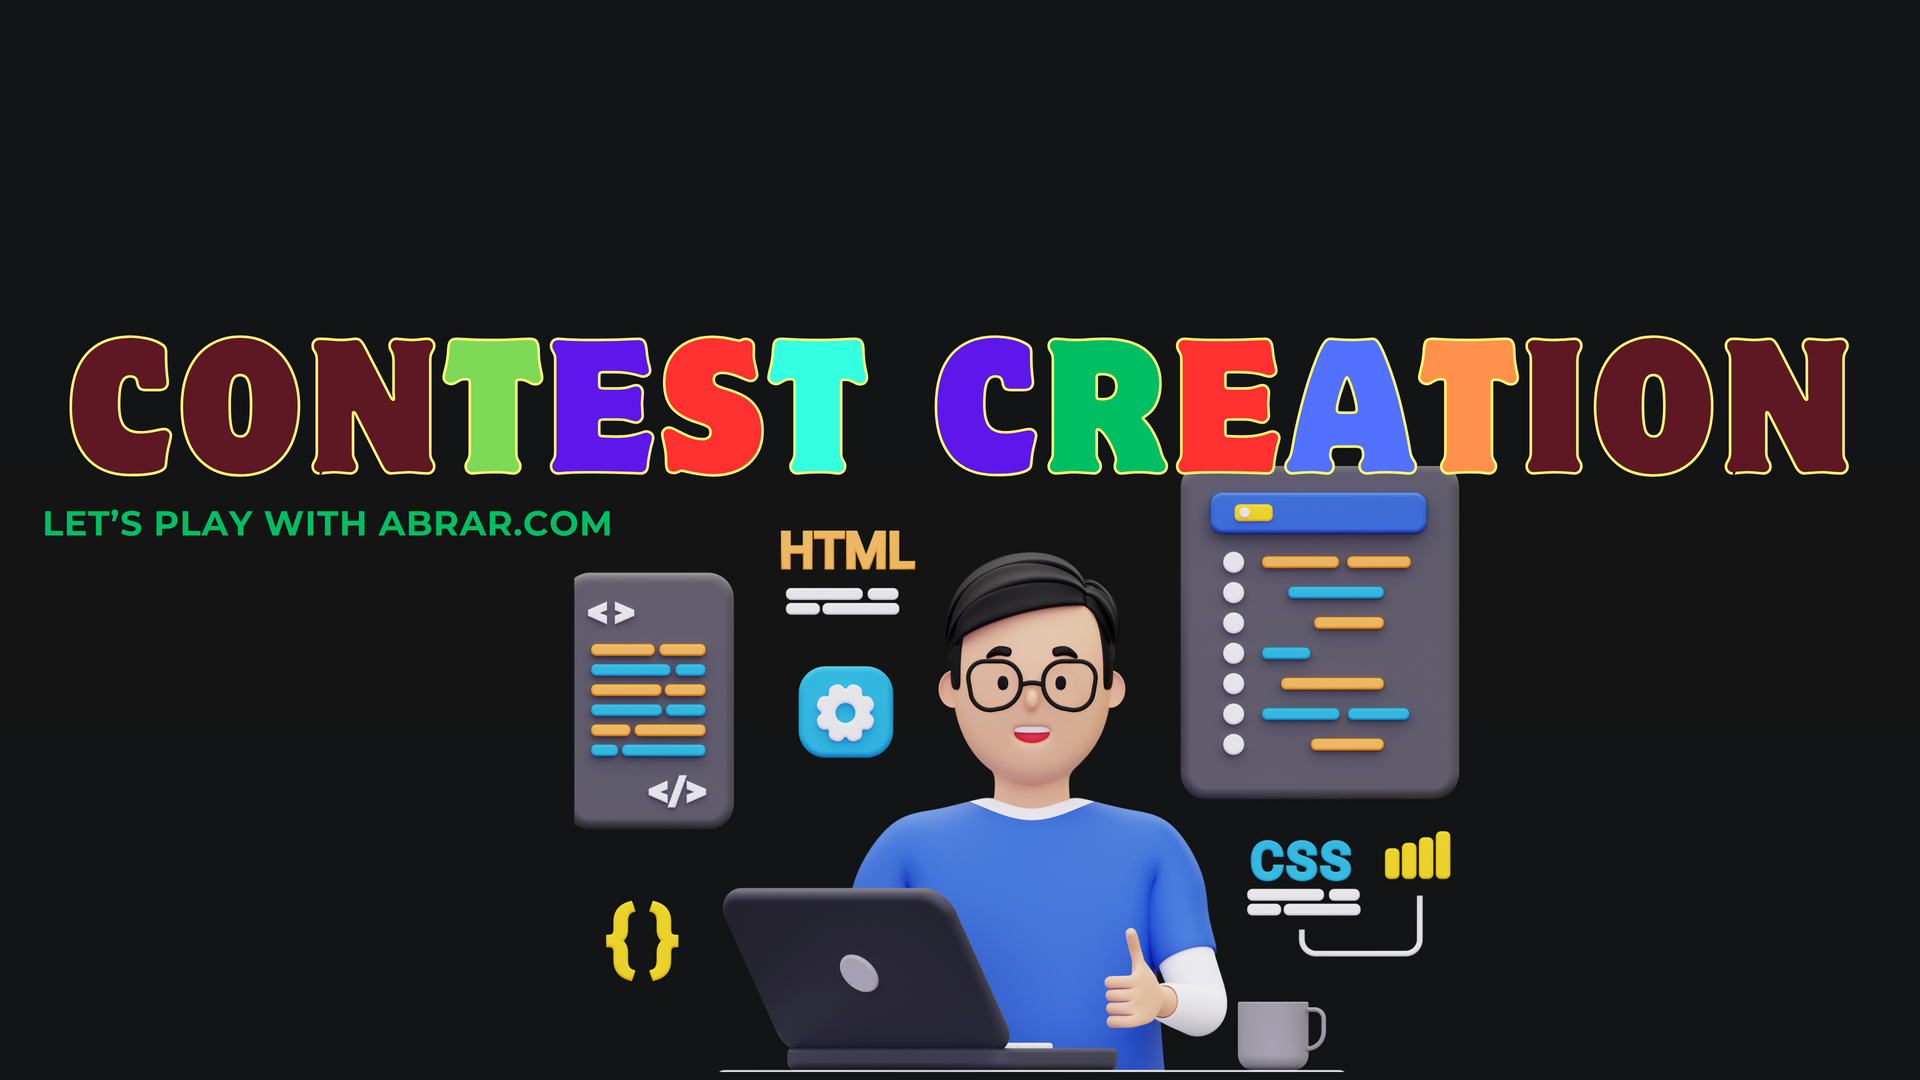 CONTEST CREATION
LET'S PLAY WITH ABRAR.COM
HTML
<>
</>
{}
CSS